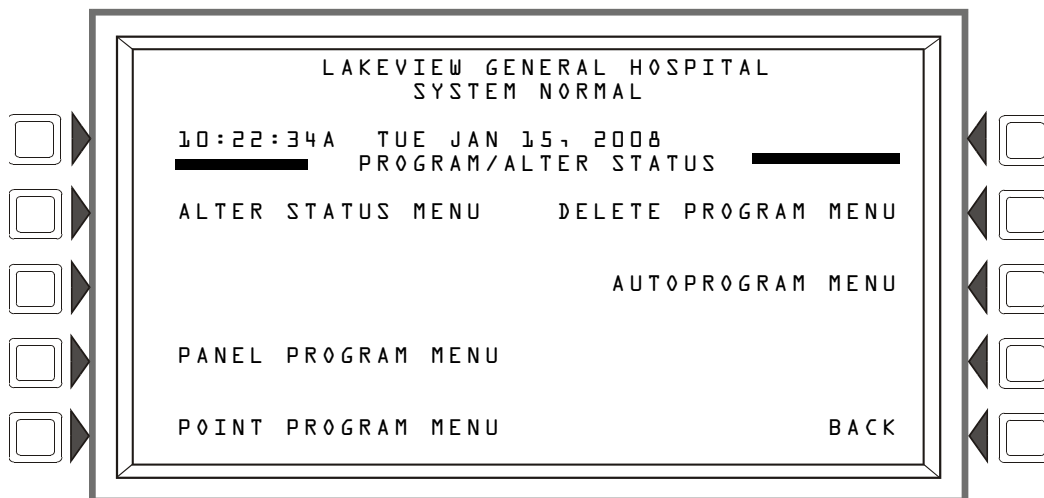 LAKEVIEW GENERAL HOSPITAL
SYSTEM NORMAL
10:22:34A TUE JAN 15, 2008
PROGRAM/ALTER STATUS
ALTER STATUS MENU DELETE PROGRAM MENU
AUTOPROGRAM MENU
PANEL PROGRAM MENU
POINT PROGRAM MENU BACK